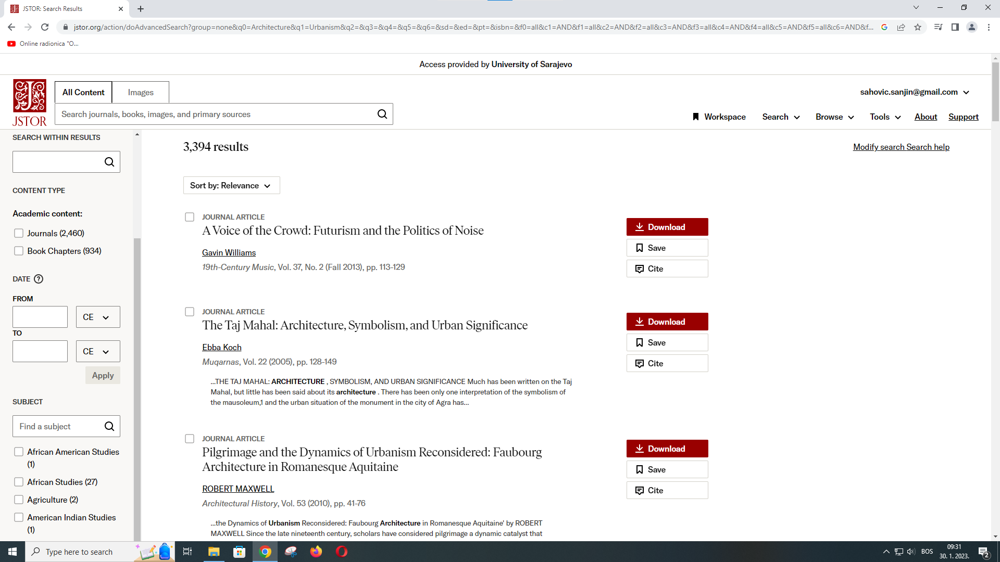 JSTOR: Search Results
jstor.org/action/doAdvancedSearch?group=none&q0=Architecture&q1=Urbanism&q2=&q3=&q4=&q5=&q6=&sd=&ed=&pt=&isbn=&f0=all&c1=AND&f1=all&c2=AND&f2=all&c3=AND&f3=all&c4=AND&f4=all&c5=AND&f5=all&c6=AND&f...
Online radionica "O...
Access provided by University of Sarajevo
JSTOR
All Content
Images
sahovic.sanjin@gmail.com
Search journals, books, images, and primary sources
Workspace
Search
Browse
Tools
About
Support
SEARCH WITHIN RESULTS
CONTENT TYPE
Academic content:
Journals (2,460)
Book Chapters (934)
DATE ?
FROM
CE
TO
CE
Apply
SUBJECT
Find a subject
African American Studies
(1)
African Studies (27)
Agriculture (2)
American Indian Studies
(1)
3,394 results
Modify search Search help
Sort by: Relevance
JOURNAL ARTICLE
A Voice of the Crowd: Futurism and the Politics of Noise
Gavin Williams
19th-Century Music, Vol. 37, No. 2 (Fall 2013), pp. 113-129
Download
Save
Cite
JOURNAL ARTICLE
The Taj Mahal: Architecture, Symbolism, and Urban Significance
Ebba Koch
Muqarnas, Vol. 22 (2005), pp. 128-149
...THE TAJ MAHAL: ARCHITECTURE , SYMBOLISM, AND URBAN SIGNIFICANCE Much has been written on the Taj
Mahal, but little has been said about its architecture . There has been only one interpretation of the symbolism of
the mausoleum,1 and the urban situation of the monument in the city of Agra has...
Download
Save
Cite
JOURNAL ARTICLE
Pilgrimage and the Dynamics of Urbanism Reconsidered: Faubourg
Architecture in Romanesque Aquitaine
ROBERT MAXWELL
Architectural History, Vol. 53 (2010), pp. 41-76
...the Dynamics of Urbanism Reconsidered: Faubourg Architecture in Romanesque Aquitaine' by ROBERT
MAXWELL Since the late nineteenth century, scholars have considered pilgrimage a dynamic catalyst that
Download
Save
Cite
Type here to search
BOS
09:31
30. 1. 2023.
2